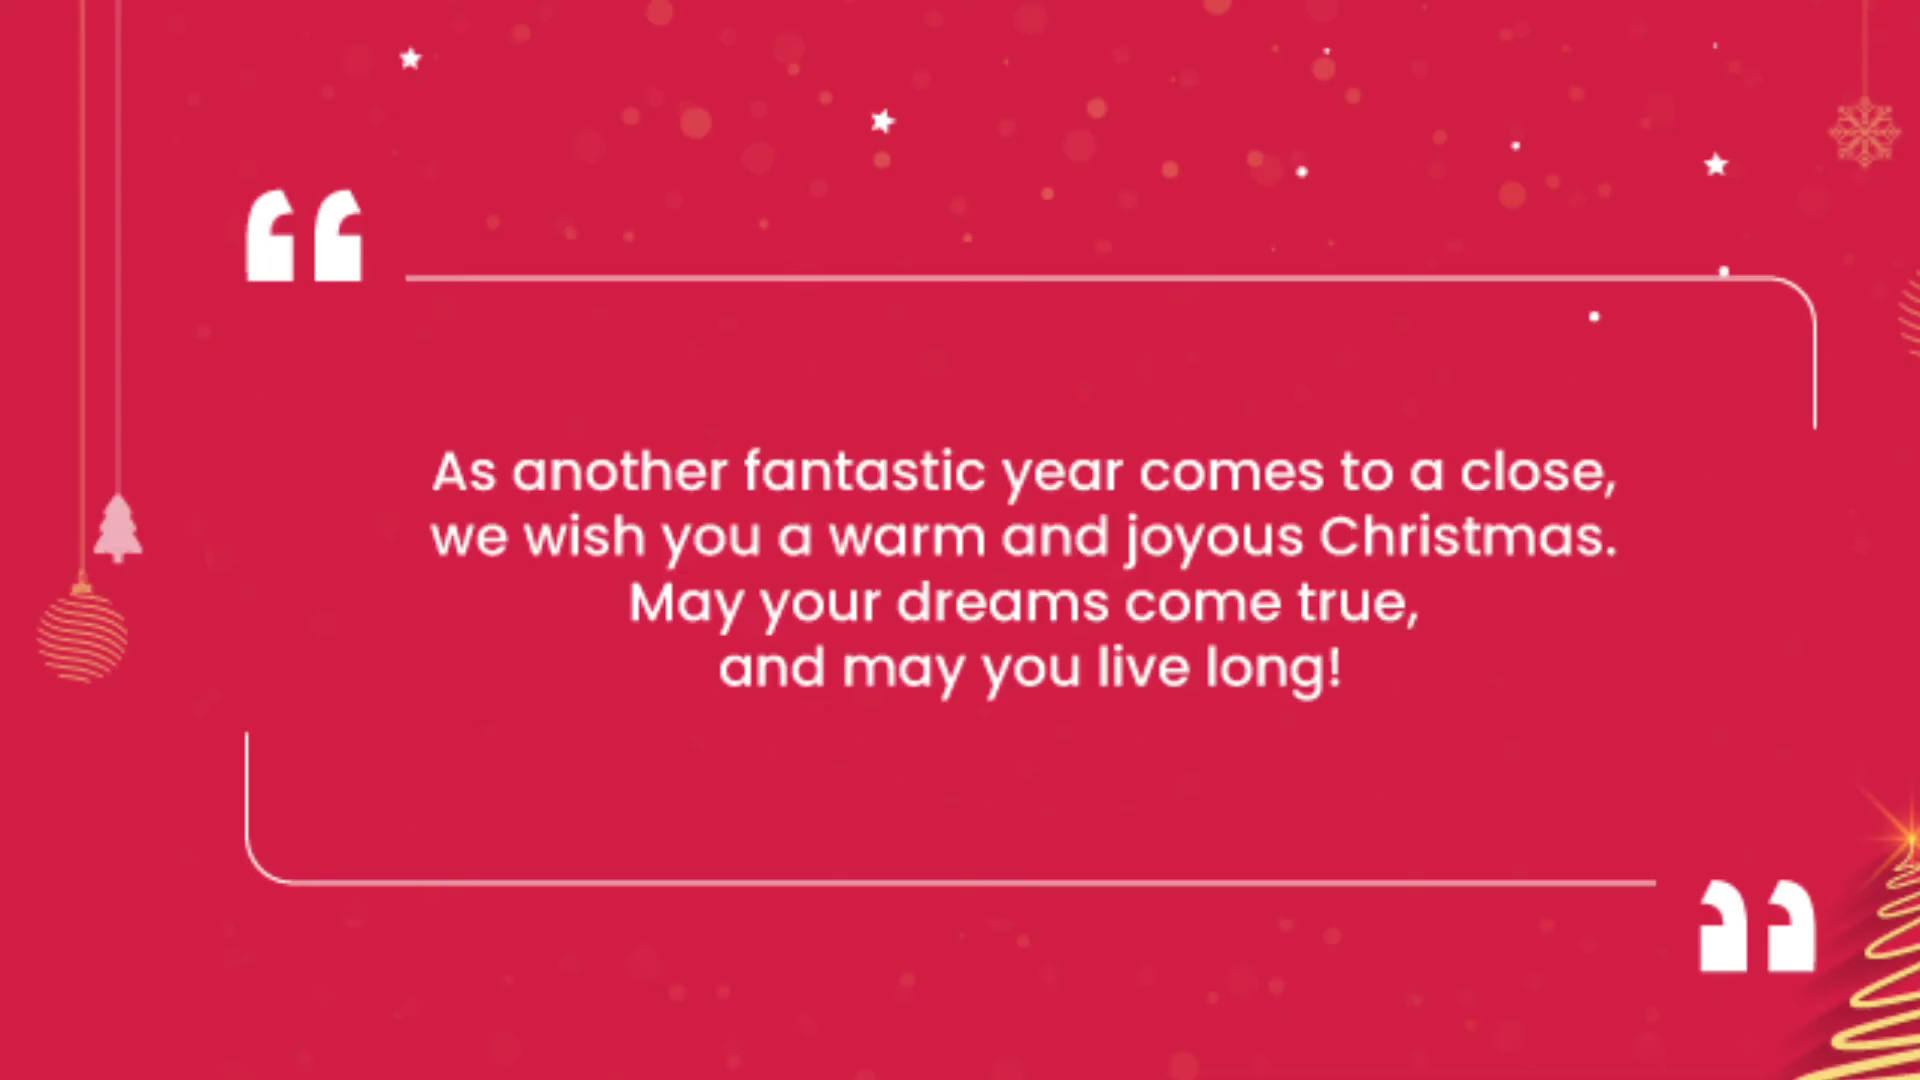 “
As another fantastic year comes to a close,
we wish you a warm and joyous Christmas.
May your dreams come true,
and may you live long!
”